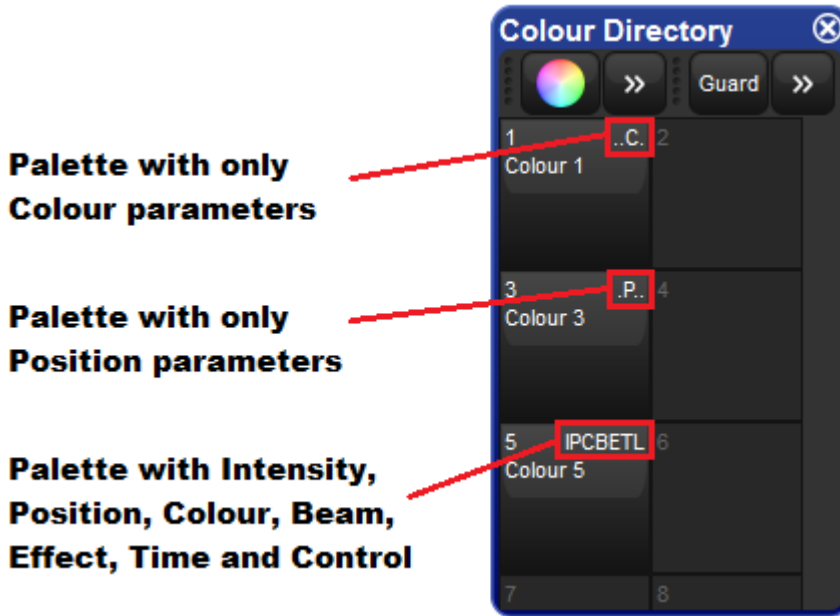 Colour Directory
Guard
Palette with only
Colour parameters
1 ..C. 2
Colour 1
Palette with only
Position parameters
3 .P.. 4
Colour 3
Palette with Intensity,
Position, Colour, Beam,
Effect, Time and Control
5 IPCBETL 6
Colour 5
7 8